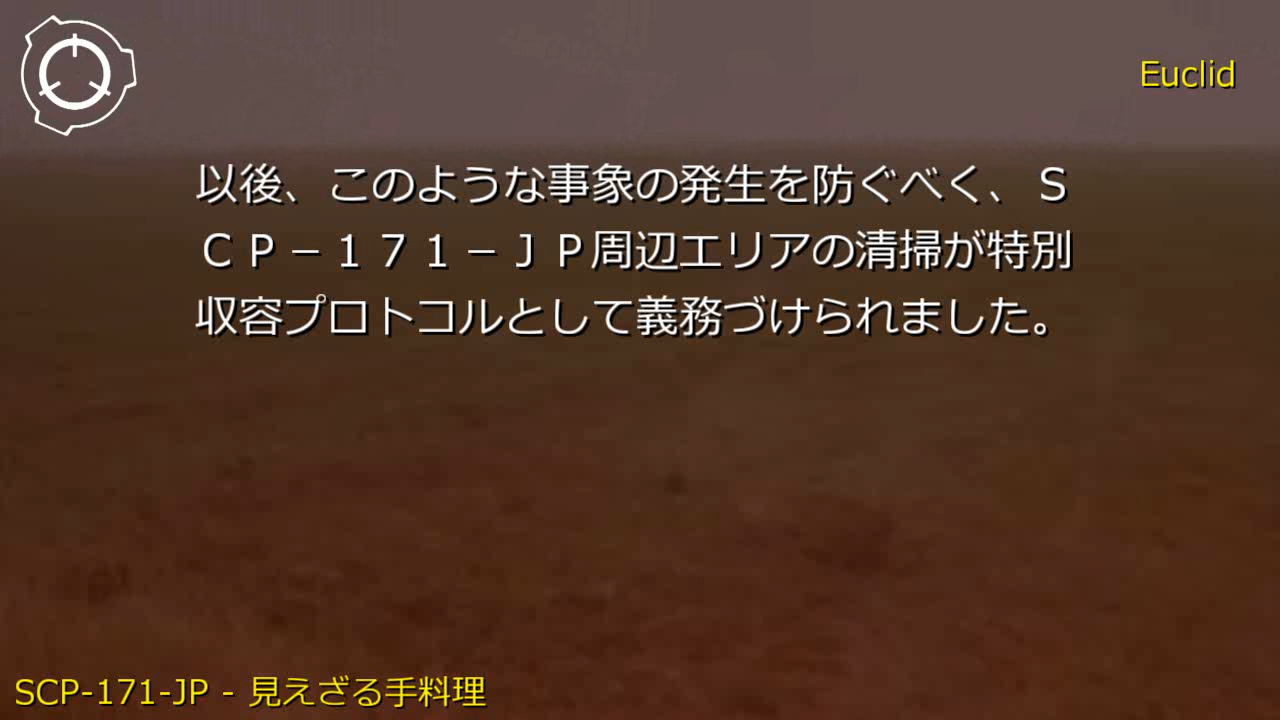 Euclid
以後、このような事象の発生を防ぐべく、Ｓ
ＣＰ－１７１－ＪＰ周辺エリアの清掃が特別
収容プロトコルとして義務づけられました。
SCP-171-JP - 見えざる手料理